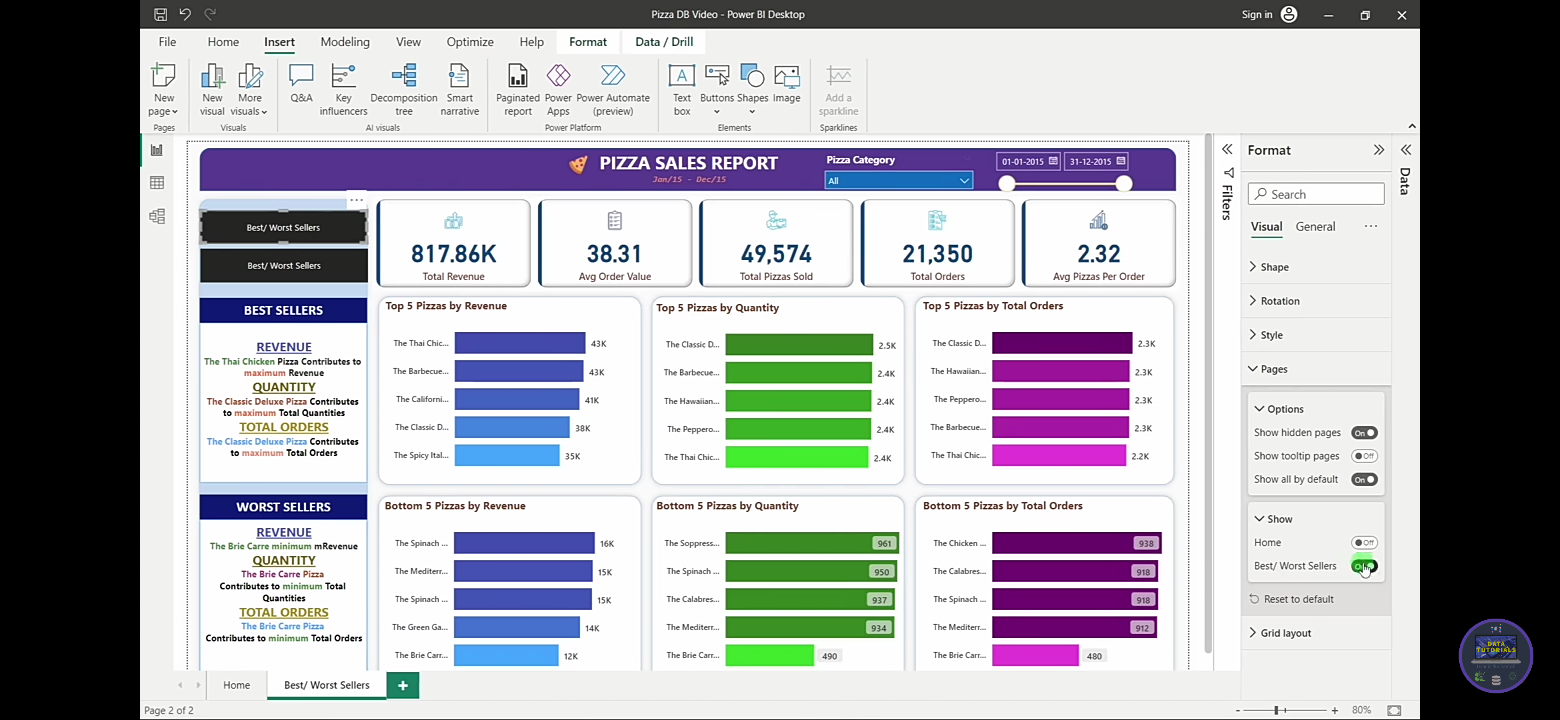 Pizza DB Video - Power BI Desktop
Sign in
File Home Insert Modeling View Optimize Help Format Data / Drill
New page
New visual
More visuals
Q&A
Key influencers
Decomposition tree
Smart narrative
Paginated report
Power Apps
Power Automate (preview)
Text box
Buttons
Shapes
Image
Add a sparkline
Pages Visuals AI visuals Power Platform Elements Sparklines
PIZZA SALES REPORT
Jan/15 - Dec/15
Pizza Category
All
01-01-2015
31-12-2015
Best/ Worst Sellers
Best/ Worst Sellers
817.86K
Total Revenue
38.31
Avg Order Value
49,574
Total Pizzas Sold
21,350
Total Orders
2.32
Avg Pizzas Per Order
BEST SELLERS
REVENUE
The Thai Chicken Pizza Contributes to
maximum Revenue
QUANTITY
The Classic Deluxe Pizza Contributes
to maximum Total Quantities
TOTAL ORDERS
The Classic Deluxe Pizza Contributes
to maximum Total Orders
WORST SELLERS
REVENUE
The Brie Carre minimum mRevenue
QUANTITY
The Brie Carre Pizza
Contributes to minimum Total
Quantities
TOTAL ORDERS
The Brie Carre Pizza
Contributes to minimum Total Orders
Top 5 Pizzas by Revenue
The Thai Chic... 43K
The Barbecue... 43K
The Californi... 41K
The Classic D... 38K
The Spicy Ital... 35K
Top 5 Pizzas by Quantity
The Classic D... 2.5K
The Barbecue... 2.4K
The Hawaiian... 2.4K
The Peppero... 2.4K
The Thai Chic... 2.4K
Top 5 Pizzas by Total Orders
The Classic D... 2.3K
The Hawaiian... 2.3K
The Peppero... 2.3K
The Barbecue... 2.3K
The Thai Chic... 2.2K
Bottom 5 Pizzas by Revenue
The Spinach ... 16K
The Mediterr... 15K
The Spinach ... 15K
The Green Ga... 14K
The Brie Carr... 12K
Bottom 5 Pizzas by Quantity
The Soppress... 961
The Spinach ... 950
The Calabres... 937
The Mediterr... 934
The Brie Carr... 490
Bottom 5 Pizzas by Total Orders
The Chicken ... 938
The Calabres... 918
The Spinach ... 918
The Mediterr... 912
The Brie Carr... 480
Filters
Format
Search
Visual General
Shape
Rotation
Style
Pages
Options
Show hidden pages On
Show tooltip pages Off
Show all by default On
Show
Home Off
Best/ Worst Sellers
Reset to default
Grid layout
Data
DATA
TUTORIALS
Home
Best/ Worst Sellers
Page 2 of 2
80%